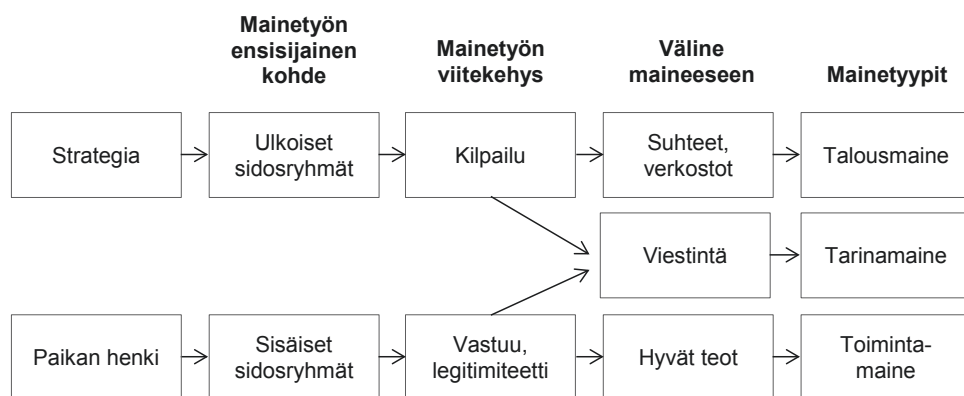 Mainetyön
ensisijainen
kohde
Mainetyön
viitekehys
Väline
maineeseen
Mainetyypit
Strategia
Ulkoiset
sidosryhmät
Kilpailu
Suhteet,
verkostot
Talousmaine
Viestintä
Tarinamaine
Paikan henki
Sisäiset
sidosryhmät
Vastuu,
legitimiteetti
Hyvät teot
Toiminta-
maine